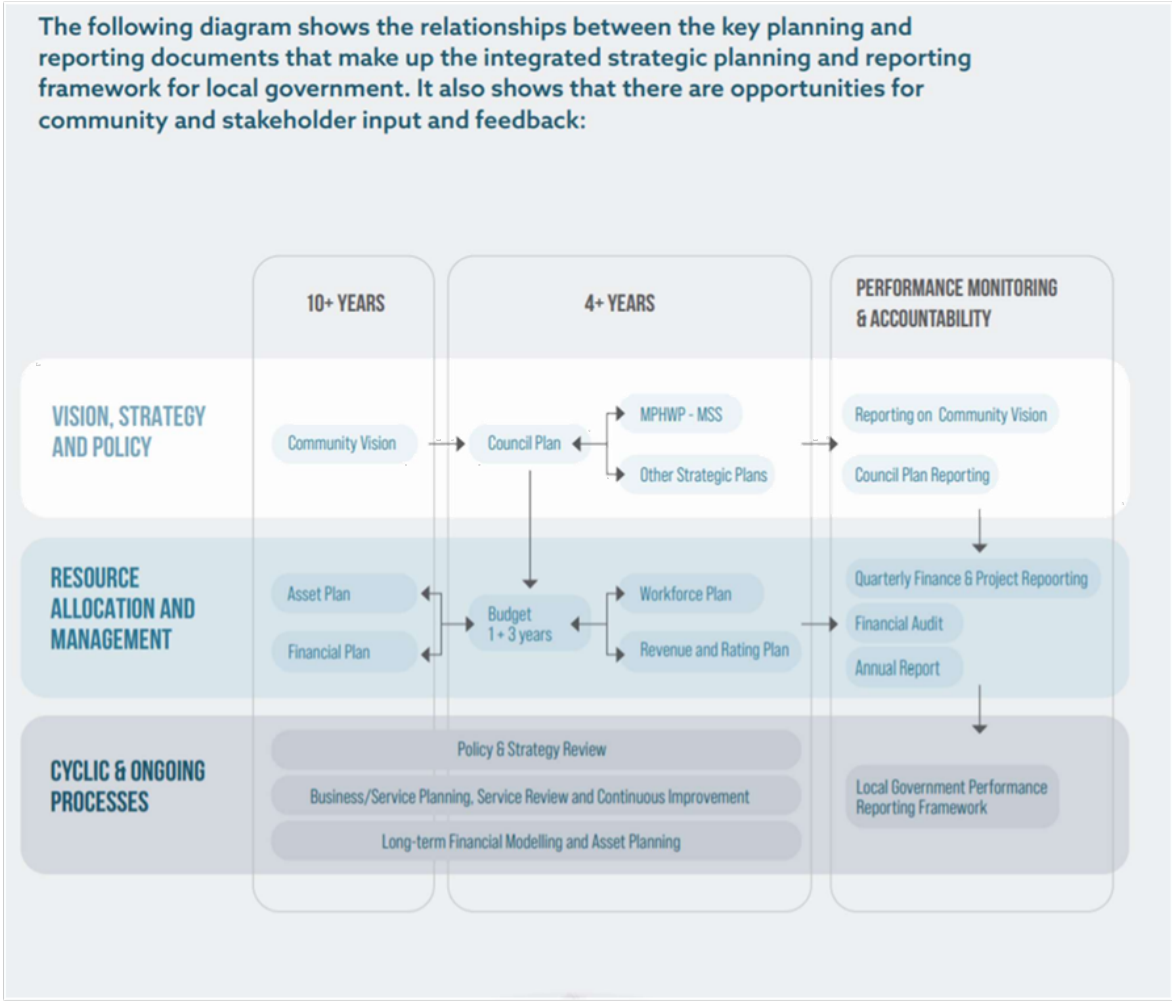 The following diagram shows the relationships between the key planning and
reporting documents that make up the integrated strategic planning and reporting
framework for local government. It also shows that there are opportunities for
community and stakeholder input and feedback:
10+ YEARS
4+ YEARS
PERFORMANCE MONITORING
& ACCOUNTABILITY
VISION, STRATEGY
AND POLICY
Community Vision
Council Plan
MPHWP - MSS
Other Strategic Plans
Reporting on Community Vision
Council Plan Reporting
RESOURCE
ALLOCATION AND
MANAGEMENT
Asset Plan
Financial Plan
Budget
1 + 3 years
Workforce Plan
Revenue and Rating Plan
Quarterly Finance & Project Repoorting
Financial Audit
Annual Report
CYCLIC & ONGOING
PROCESSES
Policy & Strategy Review
Business/Service Planning, Service Review and Continuous Improvement
Long-term Financial Modelling and Asset Planning
Local Government Performance
Reporting Framework